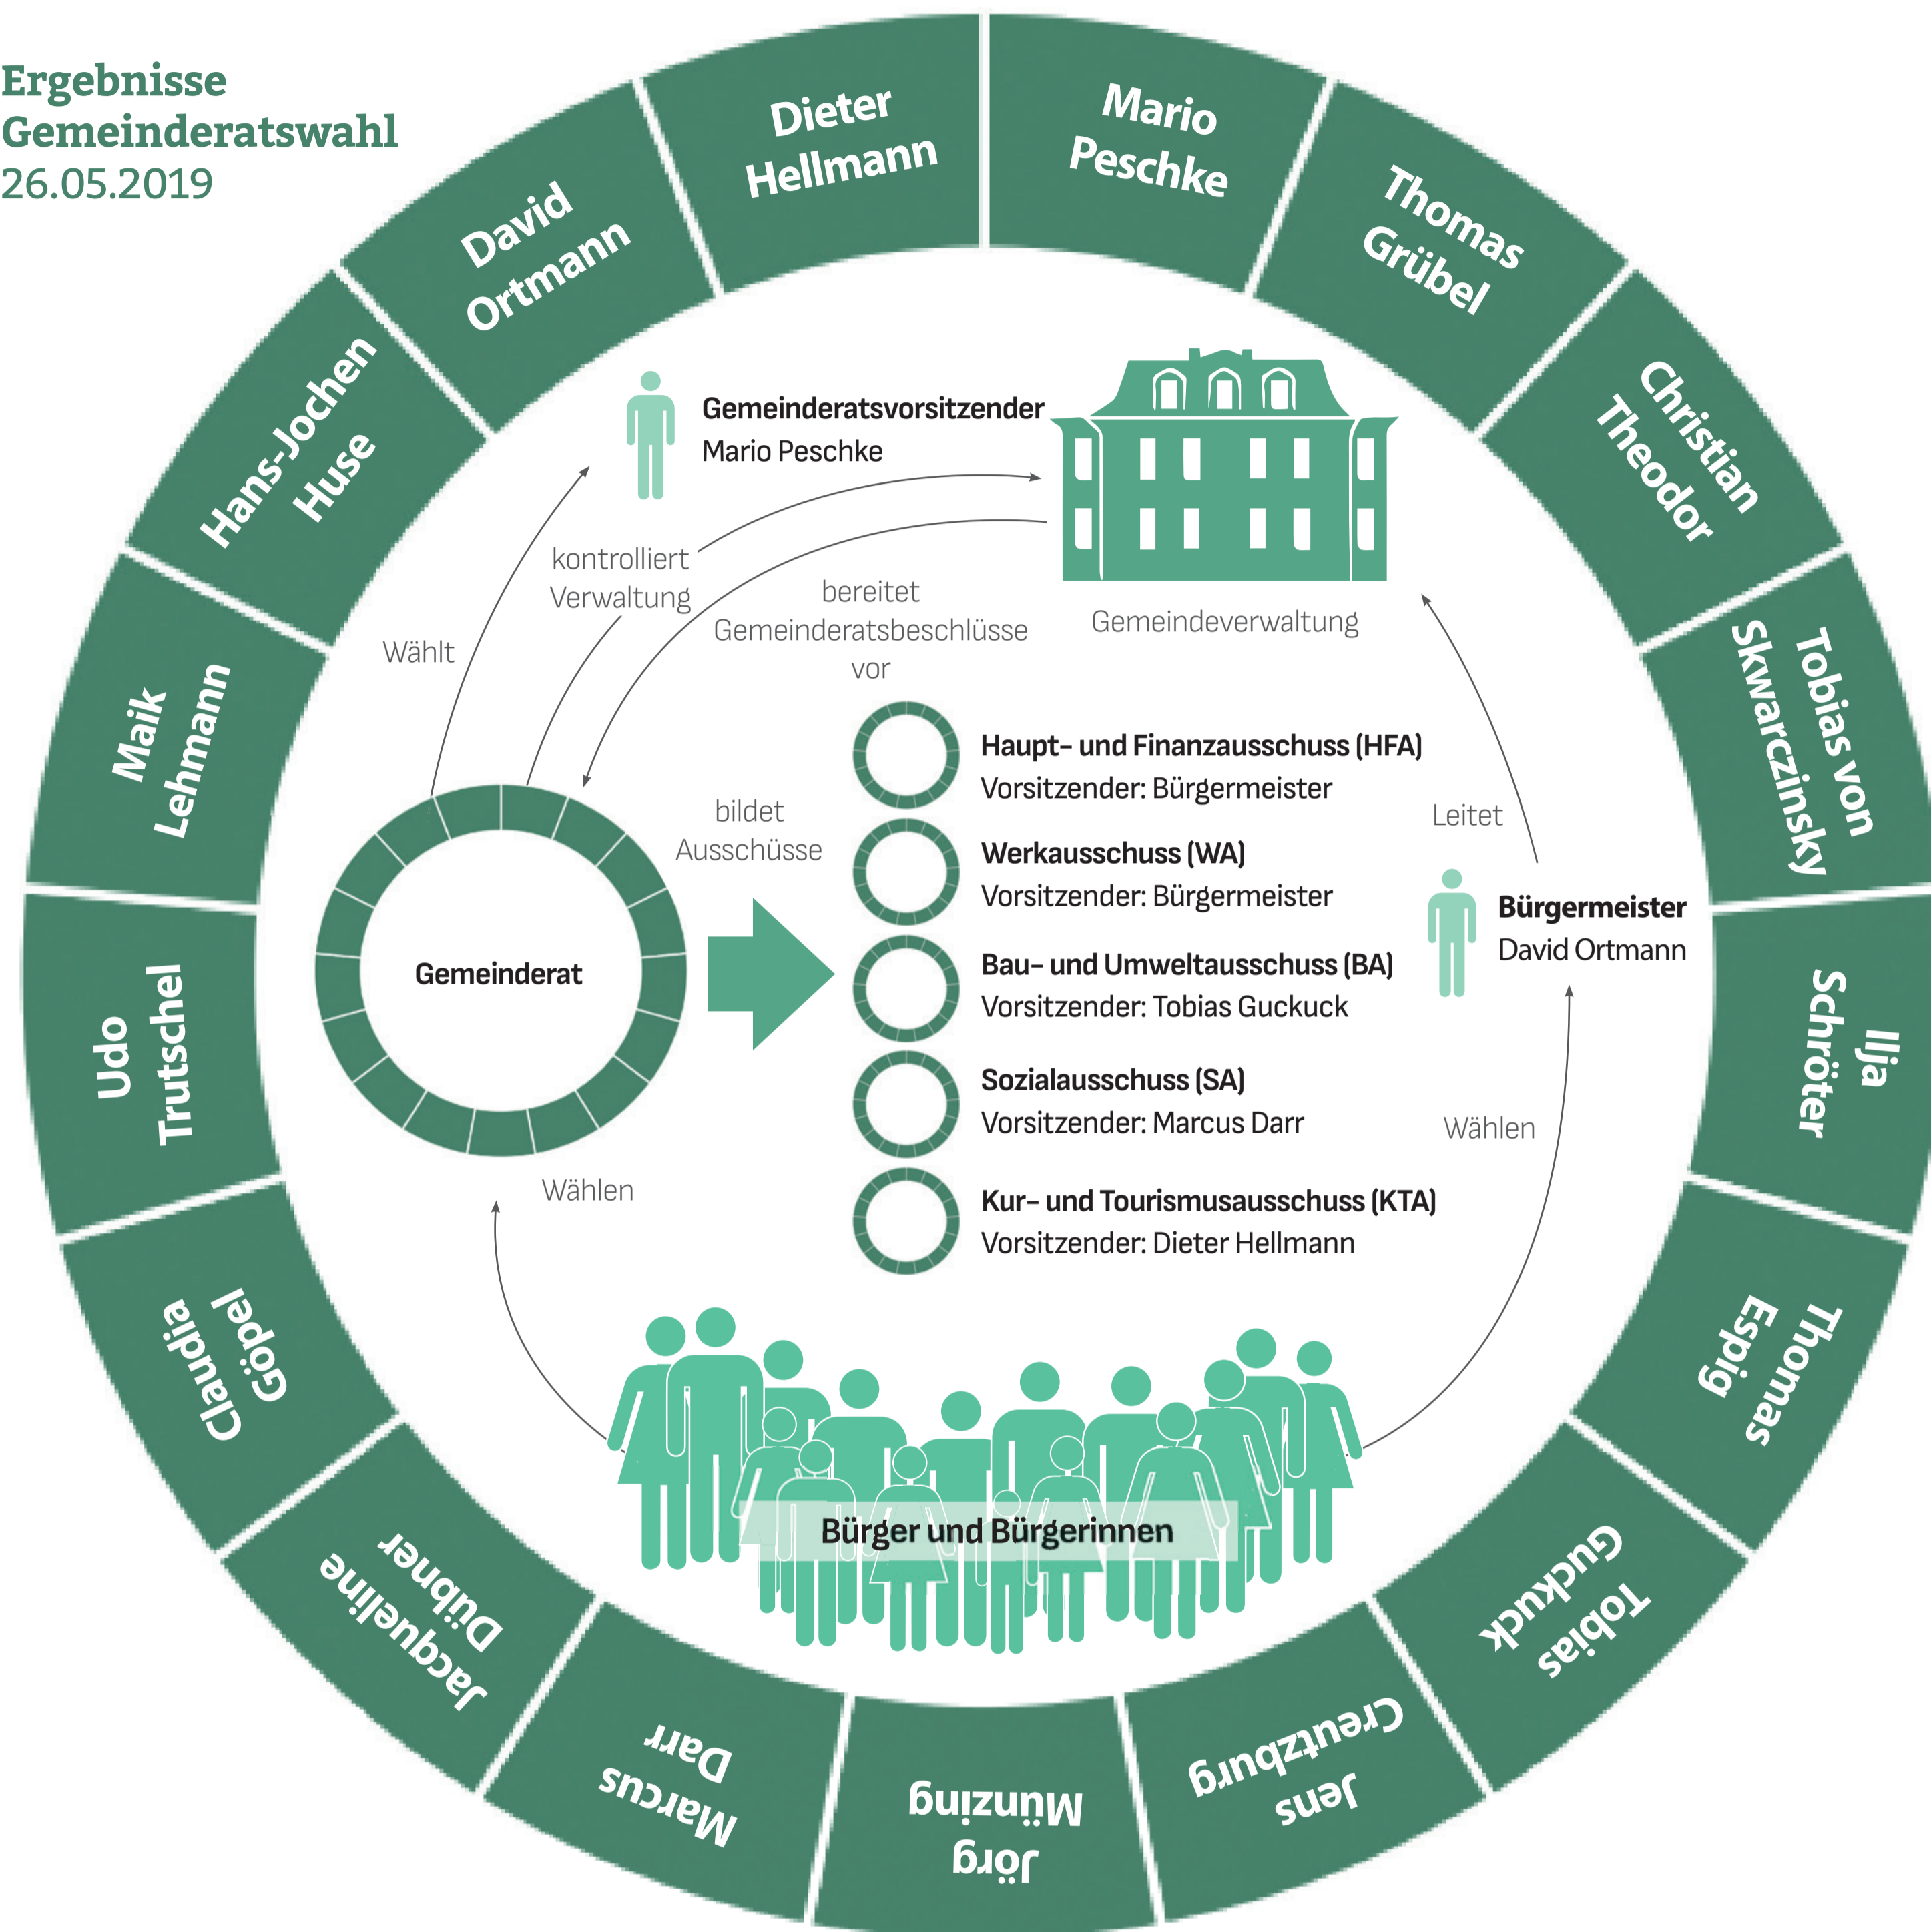 Ergebnisse
Gemeinderatswahl
26.05.2019
Dieter
Hellmann
Mario
Peschke
Thomas
Grübel
Christian
Theodor
Tobias von
Skwarczinsky
Illja
Schröter
Thomas
Espig
Tobias
Guckuck
Jens
Creutzburg
Jörg
Münzing
Marcus
Darr
Jacqueline
Dübner
Claudia
Göpel
Udo
Trutschel
Maik
Lehmann
Hans-Jochen
Huse
David
Ortmann
Gemeinderatsvorsitzender
Mario Peschke
kontrolliert
Verwaltung
bereitet
Gemeinderatsbeschlüsse
vor
Gemeindeverwaltung
Wählt
Haupt- und Finanzausschuss (HFA)
Vorsitzender: Bürgermeister
bildet
Ausschüsse
Leitet
Werkausschuss (WA)
Vorsitzender: Bürgermeister
Bürgermeister
David Ortmann
Gemeinderat
Bau- und Umweltausschuss (BA)
Vorsitzender: Tobias Guckuck
Sozialausschuss (SA)
Vorsitzender: Marcus Darr
Wählen
Wählen
Kur- und Tourismusausschuss (KTA)
Vorsitzender: Dieter Hellmann
Bürger und Bürgerinnen